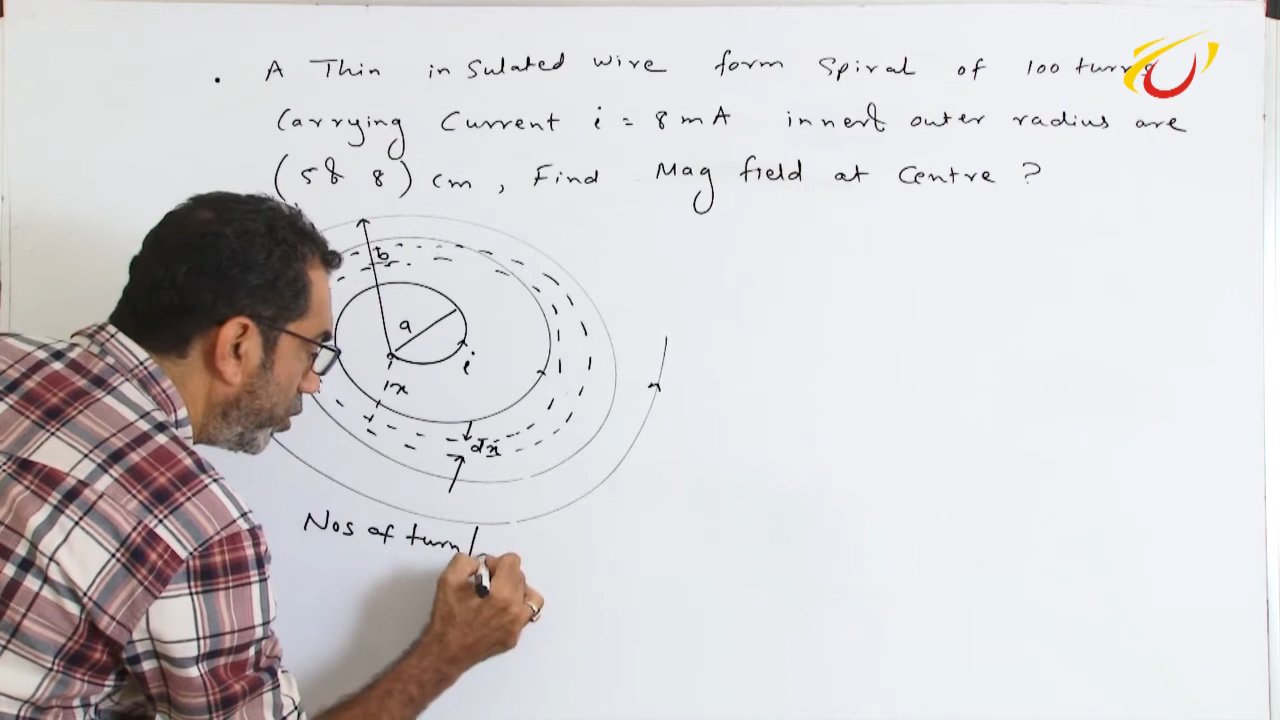 . A Thin insulated wire form Spiral of 100 turns
Carrying Current i = 8 mA inner & outer radius are
(5 & 8) cm, Find Mag field at Centre ?
b
a
i
x
dx
Nos of turn/